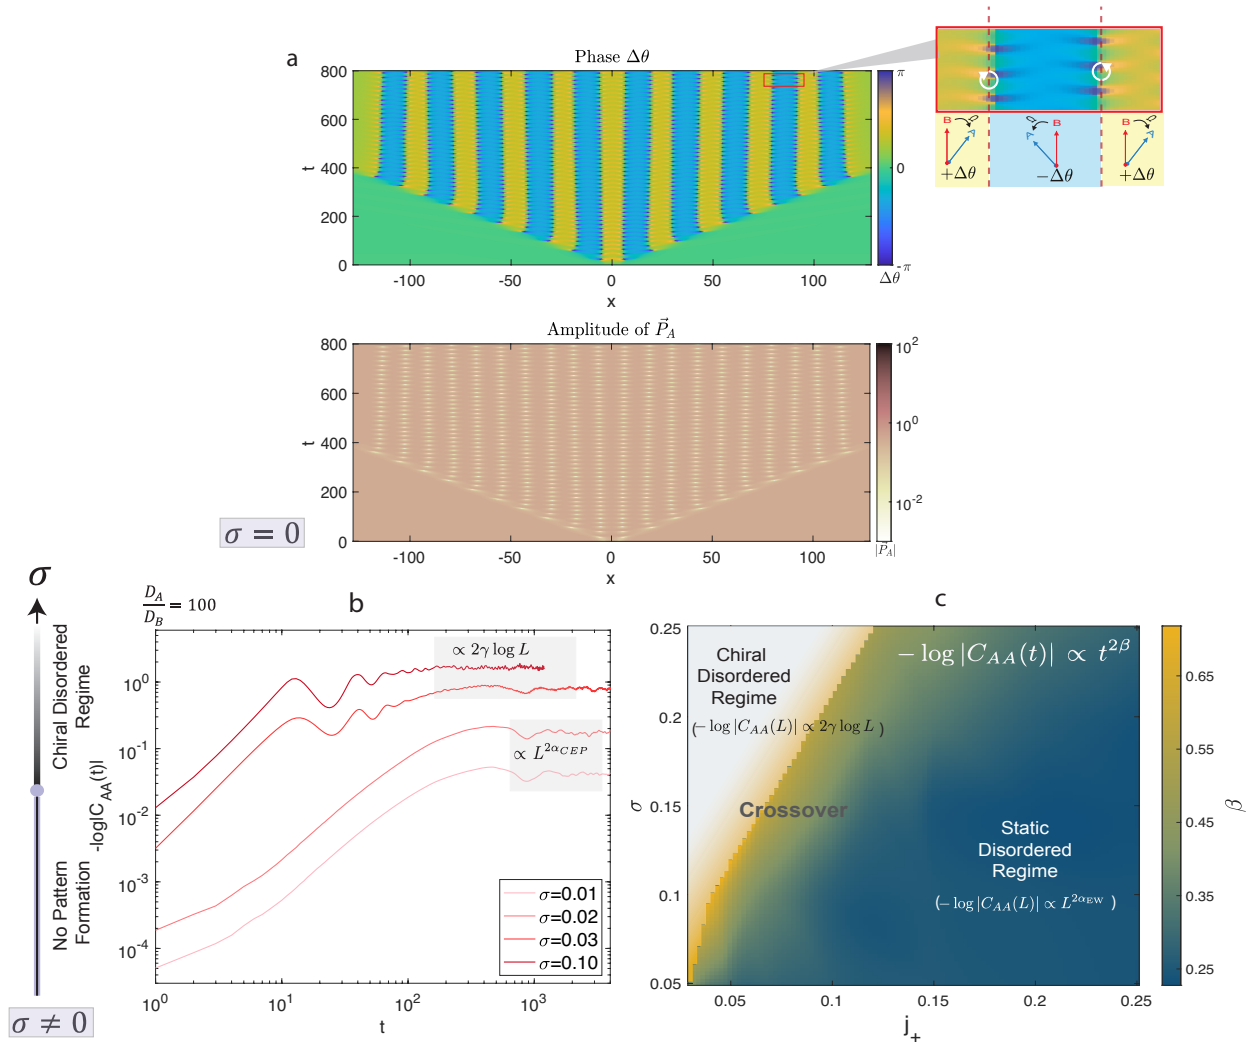 a
Phase Δθ
800
600
400
200
0
t
-100
-50
0
50
100
x
π
0
-π
Δθ
B
A
+Δθ
A
B
−Δθ
B
A
+Δθ
Amplitude of P⃗_A
800
600
400
200
0
t
-100
-50
0
50
100
x
10^2
10^0
10^-2
|P⃗_A|
σ = 0
σ
Chiral Disordered
Regime
No Pattern
Formation
σ ≠ 0
D_A/D_B = 100
b
∝ 2γ log L
∝ L^{2α_CEP}
-log|C_AA(t)|
10^0
10^-1
10^-2
10^-3
10^-4
σ=0.01
σ=0.02
σ=0.03
σ=0.10
10^0
10^1
10^2
10^3
t
c
0.25
0.2
0.15
0.1
0.05
σ
Chiral
Disordered
Regime
(−log|C_AA(L)| ∝ 2γ log L)
−log|C_AA(t)| ∝ t^{2β}
Crossover
Static
Disordered
Regime
(−log|C_AA(L)| ∝ L^{2α_EW})
0.05
0.1
0.15
0.2
0.25
j_+
0.65
0.55
0.45
0.35
0.25
β